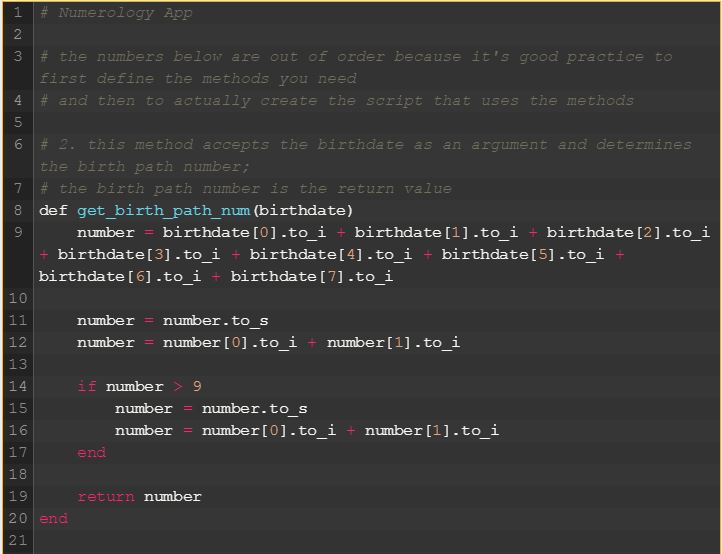 1 # Numerology App
2
3 # the numbers below are out of order because it's good practice to
first define the methods you need
4 # and then to actually create the script that uses the methods
5
6 # 2. this method accepts the birthdate as an argument and determines
the birth path number;
7 # the birth path number is the return value
8 def get_birth_path_num(birthdate)
9     number = birthdate[0].to_i + birthdate[1].to_i + birthdate[2].to_i
+ birthdate[3].to_i + birthdate[4].to_i + birthdate[5].to_i +
birthdate[6].to_i + birthdate[7].to_i
10
11     number = number.to_s
12     number = number[0].to_i + number[1].to_i
13
14     if number > 9
15         number = number.to_s
16         number = number[0].to_i + number[1].to_i
17     end
18
19     return number
20 end
21